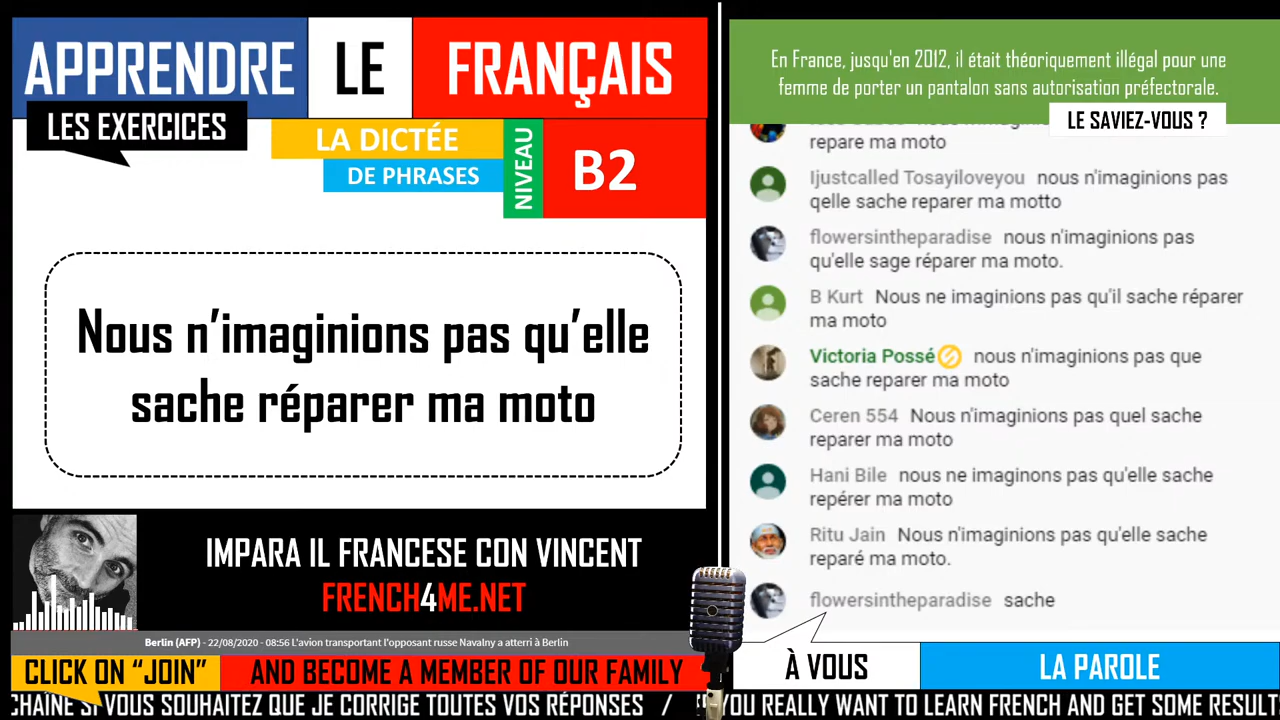 APPRENDRE LE FRANÇAIS
LES EXERCICES
LA DICTÉE
DE PHRASES
NIVEAU
B2
Nous n’imaginions pas qu’elle
sache réparer ma moto
IMPARA IL FRANCESE CON VINCENT
FRENCH4ME.NET
Berlin (AFP) - 22/08/2020 - 08:56 L'avion transportant l'opposant russe Navalny a atterri à Berlin
CLICK ON “JOIN” AND BECOME A MEMBER OF OUR FAMILY
En France, jusqu'en 2012, il était théoriquement illégal pour une
femme de porter un pantalon sans autorisation préfectorale.
LE SAVIEZ-VOUS ?
repare ma moto
Ijustcalled Tosayiloveyou nous n'imaginions pas
qelle sache reparer ma motto
flowersintheparadise nous n'imaginions pas
qu'elle sage réparer ma moto.
B Kurt Nous ne imaginions pas qu'il sache réparer
ma moto
Victoria Possé nous n'imaginions pas que
sache reparer ma moto
Ceren 554 Nous n'imaginions pas quel sache
reparer ma moto
Hani Bile nous ne imaginons pas qu'elle sache
repérer ma moto
Ritu Jain Nous n'imaginions pas qu'elle sache
reparé ma moto.
flowersintheparadise sache
À VOUS LA PAROLE
CHAÎNE SI VOUS SOUHAITEZ QUE JE CORRIGE TOUTES VOS RÉPONSES / YOU REALLY WANT TO LEARN FRENCH AND GET SOME RESULT